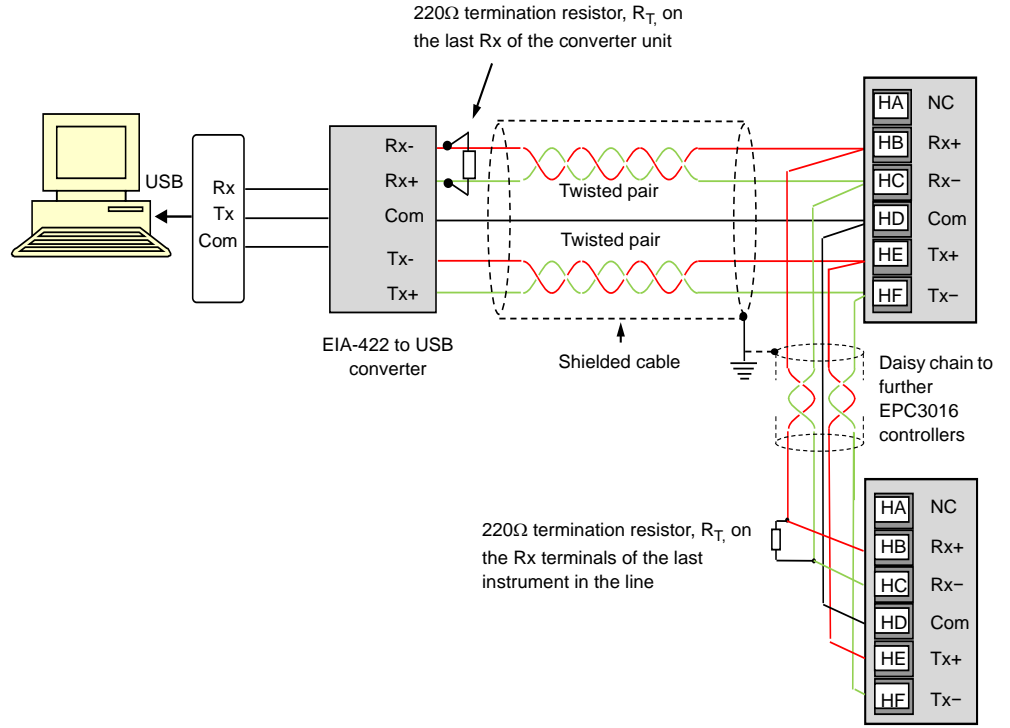 220Ω termination resistor, RT, on
the last Rx of the converter unit
USB
Rx
Tx
Com
Rx-
Rx+
Com
Tx-
Tx+
EIA-422 to USB
converter
Twisted pair
Twisted pair
Shielded cable
HA NC
HB Rx+
HC Rx−
HD Com
HE Tx+
HF Tx−
Daisy chain to
further
EPC3016
controllers
220Ω termination resistor, RT, on
the Rx terminals of the last
instrument in the line
HA NC
HB Rx+
HC Rx−
HD Com
HE Tx+
HF Tx−